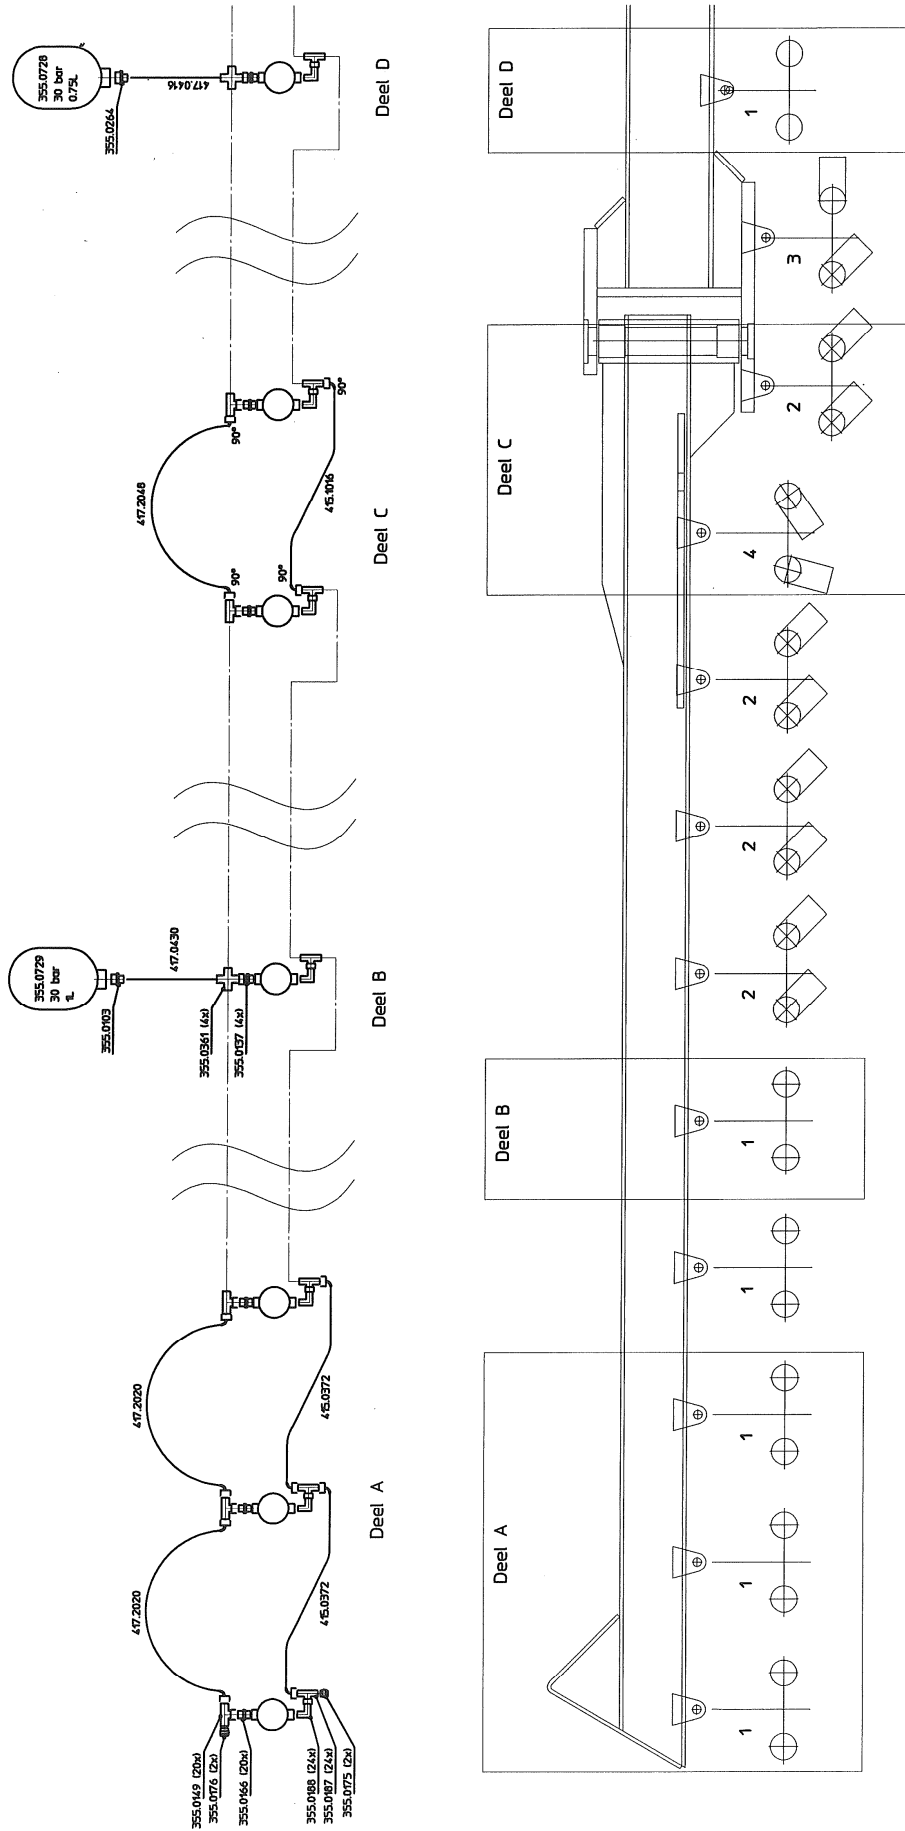 355.0728
30 bar
0.75L
355.0264
417.0416
Deel D
417.2048
90°
90°
90°
90°
415.1016
Deel C
355.0729
30 bar
1L
355.0103
417.0430
355.0361 (4x)
355.0137 (4x)
Deel B
417.2020
415.0372
417.2020
415.0372
Deel A
355.0149 (20x)
355.0176 (2x)
355.0166 (20x)
355.0188 (24x)
355.0187 (24x)
355.0175 (2x)
Deel D
1
3
Deel C
2
4
2
2
2
Deel B
1
1
Deel A
1
1
1